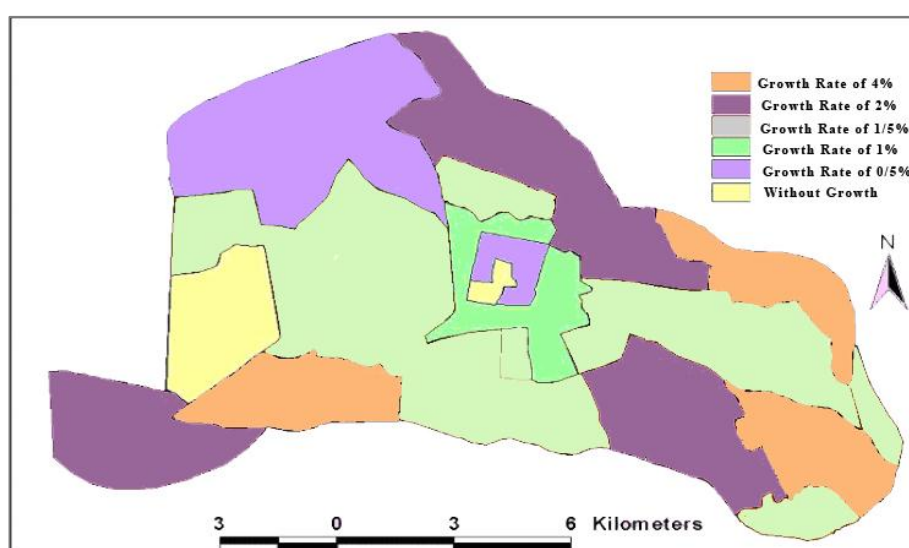 Growth Rate of 4%
Growth Rate of 2%
Growth Rate of 1/5%
Growth Rate of 1%
Growth Rate of 0/5%
Without Growth
N
3 0 3 6 Kilometers